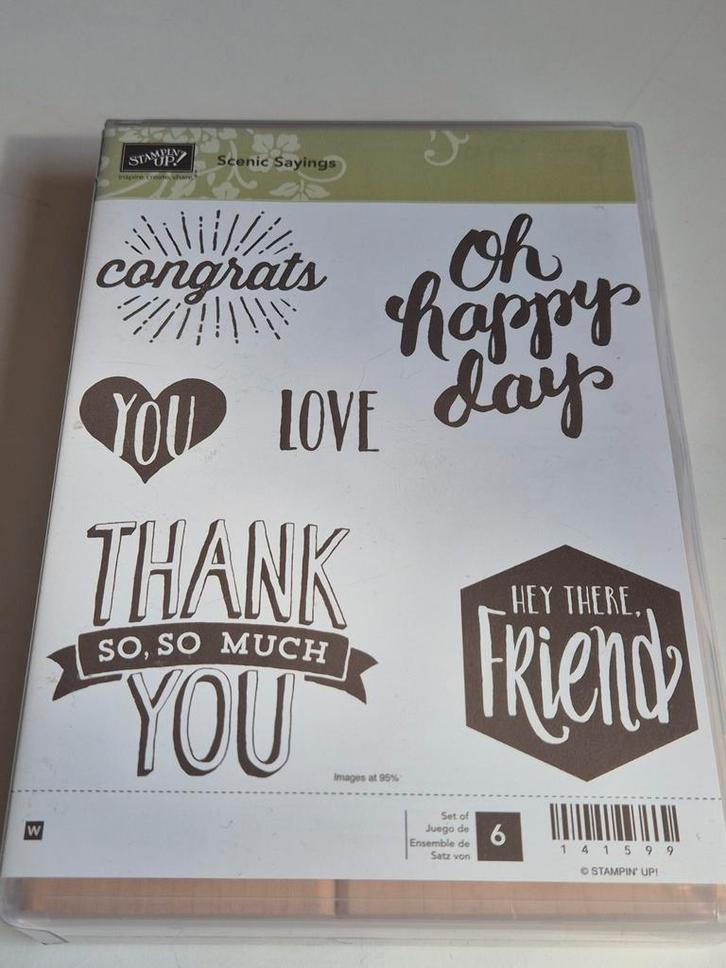 STAMPIN' UP!
inspire. create. share.
Scenic Sayings
congrats
Oh
happy
day
YOU
LOVE
THANK
SO, SO MUCH
YOU
HEY THERE,
FRiend
Images at 95%
W
Set of
Juego de
Ensemble de
Satz von
6
141599
© STAMPIN' UP!